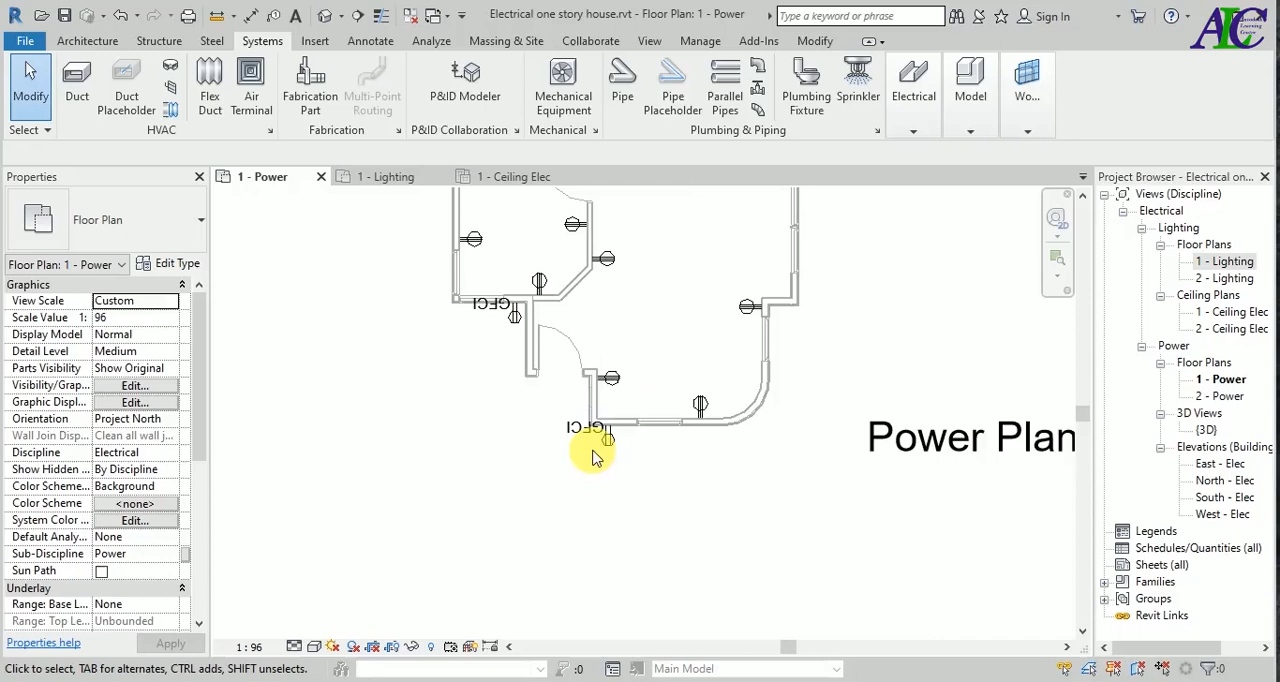 Electrical one story house.rvt - Floor Plan: 1 - Power
Type a keyword or phrase
Sign In
ALC
File Architecture Structure Steel Systems Insert Annotate Analyze Massing & Site Collaborate View Manage Add-Ins Modify
Modify
Duct
Duct Placeholder
Flex Duct
Air Terminal
Fabrication Part
Multi-Point Routing
P&ID Modeler
Mechanical Equipment
Pipe
Pipe Placeholder
Parallel Pipes
Plumbing Fixture
Sprinkler
Electrical
Model
Wo...
Select
HVAC
Fabrication
P&ID Collaboration
Mechanical
Plumbing & Piping
Properties
1 - Power
1 - Lighting
1 - Ceiling Elec
Project Browser - Electrical on...
Floor Plan
Floor Plan: 1 - Power
Edit Type
Graphics
View Scale Custom
Scale Value 1: 96
Display Model Normal
Detail Level Medium
Parts Visibility Show Original
Visibility/Grap... Edit...
Graphic Displ... Edit...
Orientation Project North
Wall Join Disp... Clean all wall j...
Discipline Electrical
Show Hidden ... By Discipline
Color Scheme... Background
Color Scheme <none>
System Color ... Edit...
Default Analy... None
Sub-Discipline Power
Sun Path
Underlay
Range: Base L... None
Range: Top Le... Unbounded
Properties help
Apply
GFCI
GFCI
Power Plan
2D
Views (Discipline)
Electrical
Lighting
Floor Plans
1 - Lighting
2 - Lighting
Ceiling Plans
1 - Ceiling Elec
2 - Ceiling Elec
Power
Floor Plans
1 - Power
2 - Power
3D Views
{3D}
Elevations (Building
East - Elec
North - Elec
South - Elec
West - Elec
Legends
Schedules/Quantities (all)
Sheets (all)
Families
Groups
Revit Links
1 : 96
Click to select, TAB for alternates, CTRL adds, SHIFT unselects.
:0
Main Model
:0